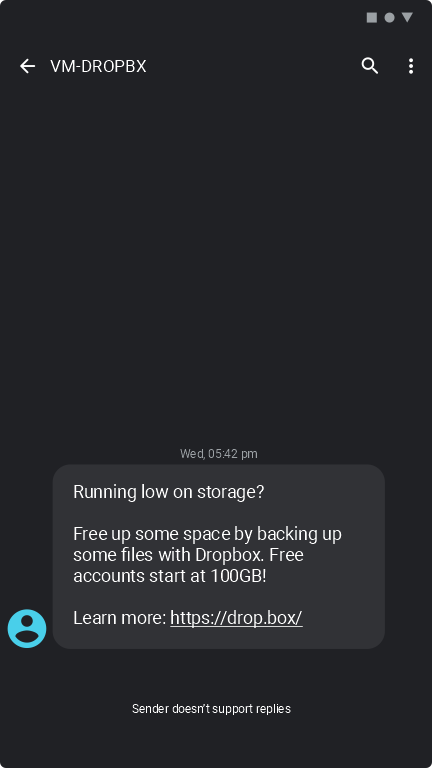 VM-DROPBX
Wed, 05:42 pm
Running low on storage?
Free up some space by backing up
some files with Dropbox. Free
accounts start at 100GB!
Learn more: https://drop.box/
Sender doesn't support replies